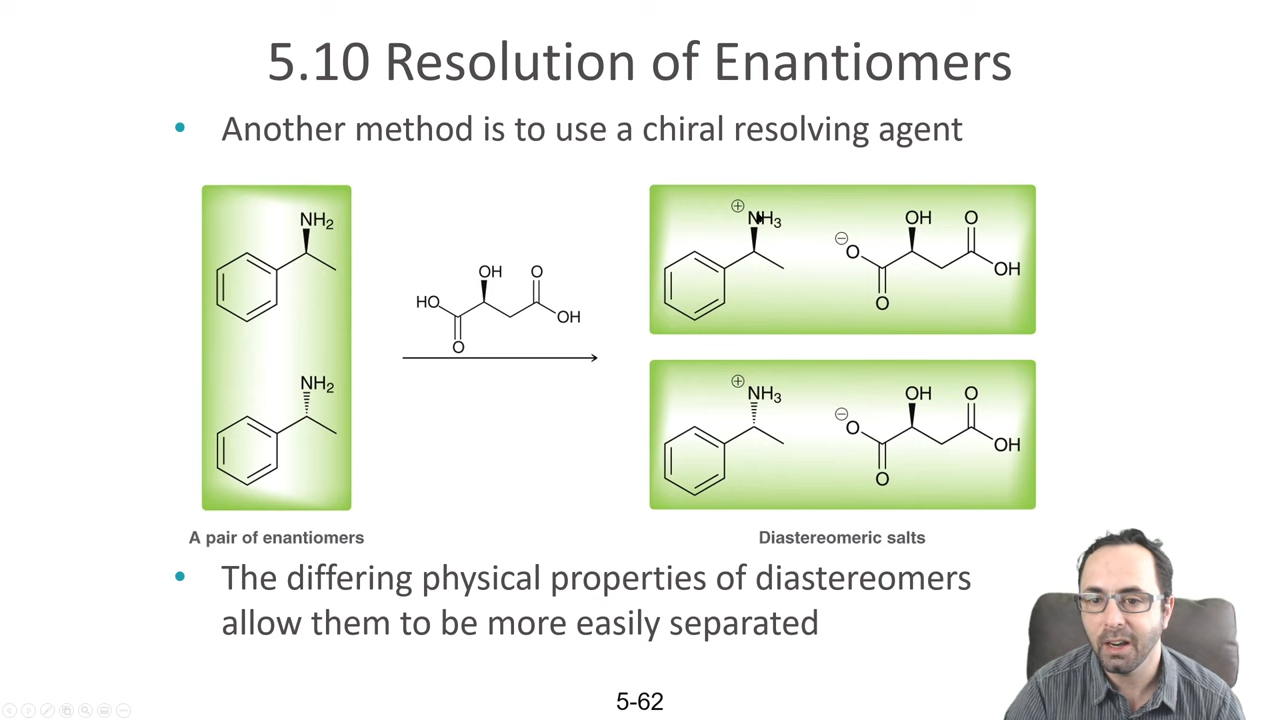 5.10 Resolution of Enantiomers
• Another method is to use a chiral resolving agent
NH2
NH2
A pair of enantiomers
OH
O
HO
OH
O
⊕
NH3
OH
O
⊖
O
OH
O
⊕
NH3
OH
O
⊖
O
OH
O
Diastereomeric salts
• The differing physical properties of diastereomers
allow them to be more easily separated
5-62